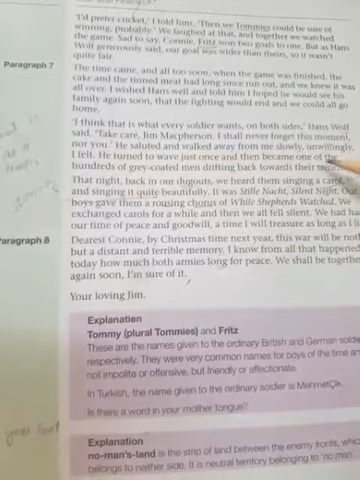 'I'd prefer cricket,' I told him. 'Then we Tommies could be sure of
winning, probably.' We laughed at that, and together we watched
the game. Sad to say, Connie, Fritz won two goals to one. But as Hans
Wolf generously said, our goal was wider than theirs, so it wasn't
quite fair.
Paragraph 7
The time came, and all too soon, when the game was finished, the
cake and the tinned meat had long since run out, and we knew it was
all over. I wished Hans well and told him I hoped he would see his
family again soon, that the fighting would end and we could all go
home.
'I think that is what every soldier wants, on both sides,' Hans Wolf
said. 'Take care, Jim Macpherson. I shall never forget this moment,
nor you.' He saluted and walked away from me slowly, unwillingly,
I felt. He turned to wave just once and then became one of the
hundreds of grey-coated men drifting back towards their
That night, back in our dugouts, we heard them singing a carol,
and singing it quite beautifully. It was Stille Nacht, Silent Night. Our
boys gave them a rousing chorus of While Shepherds Watched. We
exchanged carols for a while and then we all fell silent. We had had
our time of peace and goodwill, a time I will treasure as long as I
Paragraph 8
Dearest Connie, by Christmas time next year, this war will be
but a distant and terrible memory. I know from all that happened
today how much both armies long for peace. We shall be together
again soon, I'm sure of it.
Your loving Jim.
Explanation
Tommy (plural Tommies) and Fritz
These are the names given to the ordinary British and German
respectively. They were very common names for boys of the time
not impolite or offensive, but friendly or affectionate.
In Turkish, the name given to the ordinary soldier is MehmetÇik.
Is there a word in your mother tongue?
Explanation
no-man's-land is the strip of land between the enemy fronts,
belongs to neither side. It is neutral territory belonging to 'no man